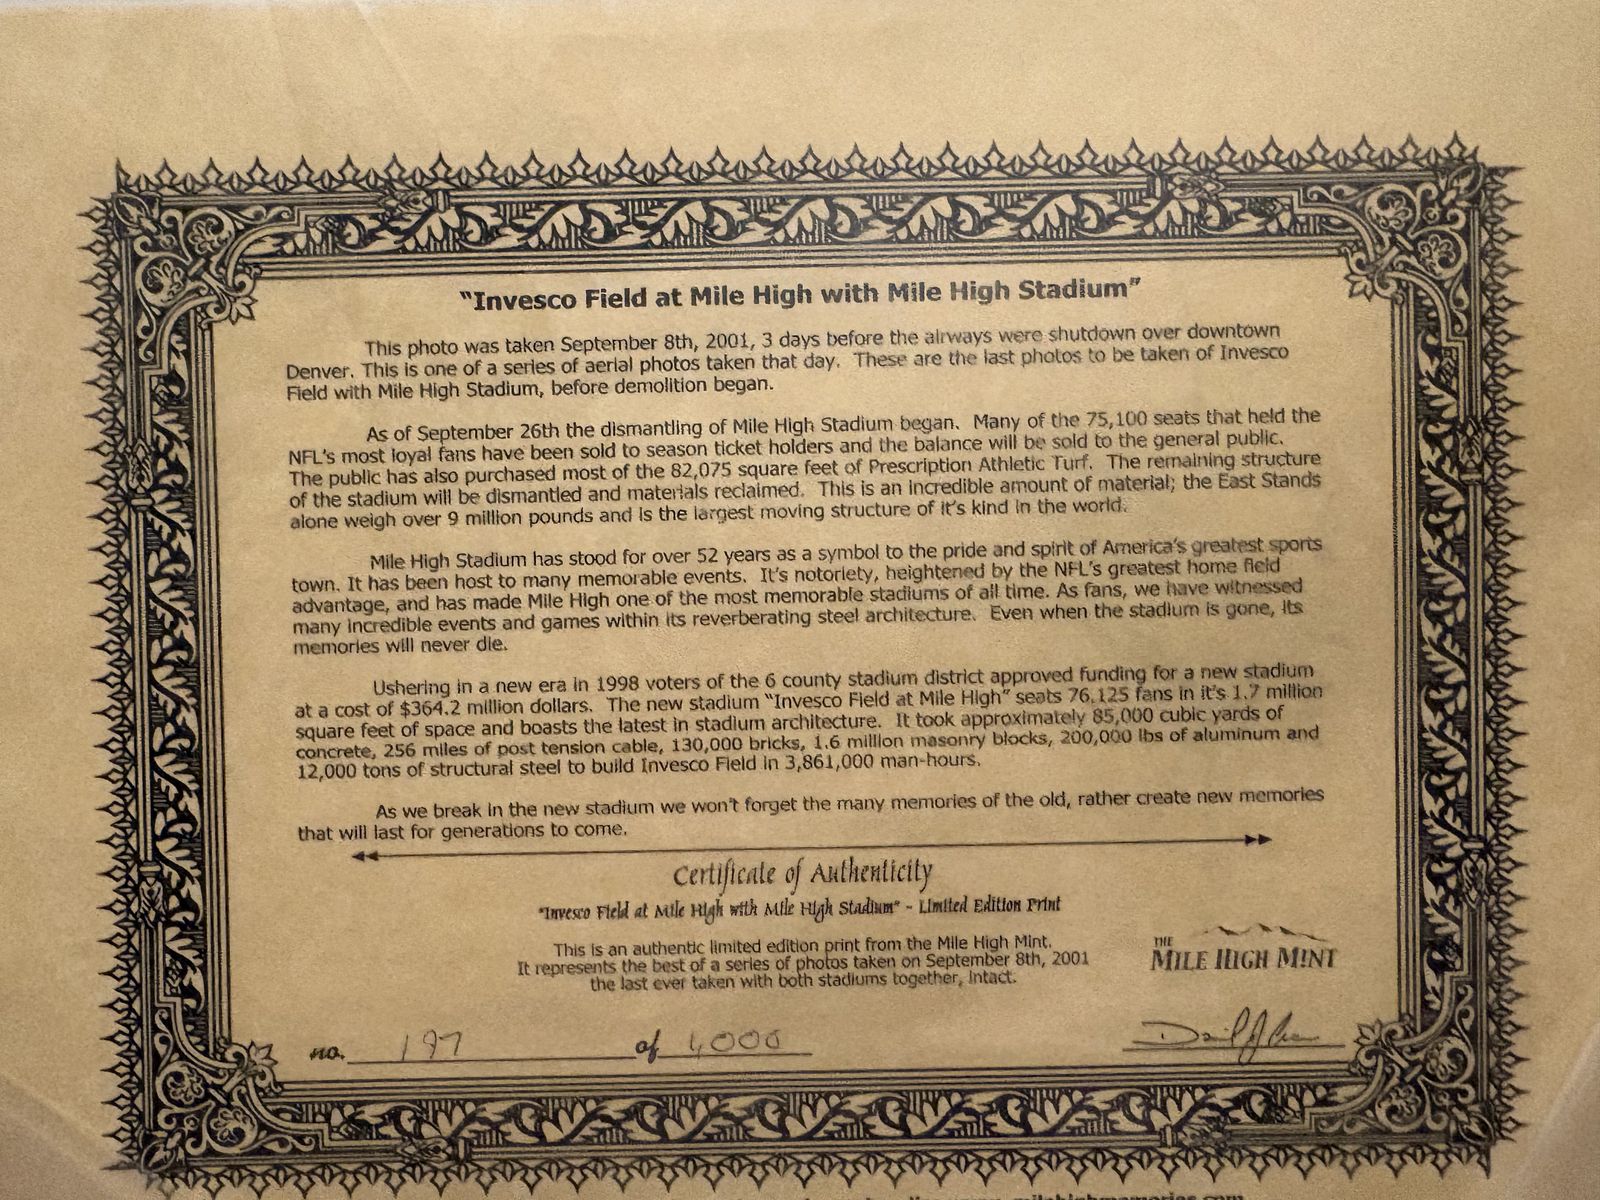 "Invesco Field at Mile High with Mile High Stadium"
This photo was taken September 8th, 2001, 3 days before the airways were shutdown over downtown
Denver. This is one of a series of aerial photos taken that day. These are the last photos to be taken of Invesco
Field with Mile High Stadium, before demolition began.
As of September 26th the dismantling of Mile High Stadium began. Many of the 75,100 seats that held the
NFL's most loyal fans have been sold to season ticket holders and the balance will be sold to the general public.
The public has also purchased most of the 82,075 square feet of Prescription Athletic Turf. The remaining structure
of the stadium will be dismantled and materials reclaimed. This is an incredible amount of material; the East Stands
alone weigh over 9 million pounds and is the largest moving structure of it's kind in the world.
Mile High Stadium has stood for over 52 years as a symbol to the pride and spirit of America's greatest sports
town. It has been host to many memorable events. It's notoriety, heightened by the NFL's greatest home field
advantage, and has made Mile High one of the most memorable stadiums of all time. As fans, we have witnessed
many incredible events and games within its reverberating steel architecture. Even when the stadium is gone, its
memories will never die.
Ushering in a new era in 1998 voters of the 6 county stadium district approved funding for a new stadium
at a cost of $364.2 million dollars. The new stadium "Invesco Field at Mile High" seats 76,125 fans in it's 1.7 million
square feet of space and boasts the latest in stadium architecture. It took approximately 85,000 cubic yards of
concrete, 256 miles of post tension cable, 130,000 bricks, 1.6 million masonry blocks, 200,000 lbs of aluminum and
12,000 tons of structural steel to build Invesco Field in 3,861,000 man-hours.
As we break in the new stadium we won't forget the many memories of the old, rather create new memories
that will last for generations to come.
Certificate of Authenticity
"Invesco Field at Mile High with Mile High Stadium" - Limited Edition Print
This is an authentic limited edition print from the Mile High Mint.
It represents the best of a series of photos taken on September 8th, 2001
the last ever taken with both stadiums together, intact.
THE
MILE HIGH MINT
no. 197 of 1,000